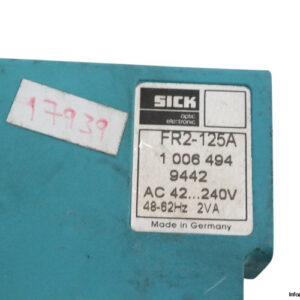 17939
SICK
optic
electronic
FR2-125A
1 006 494
9442
AC 42...240V
48-62Hz 2VA
Made in Germany